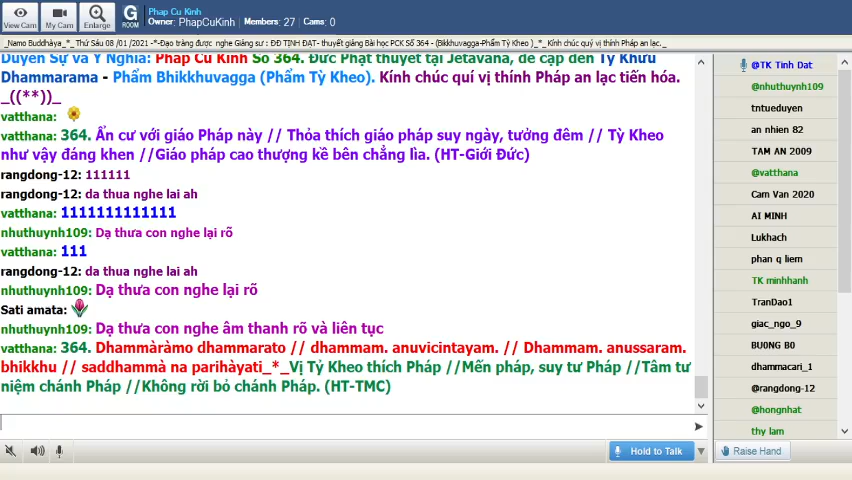 Phap Cu Kinh
Owner: PhapCuKinh Members: 27 Cams: 0
View Cam My Cam Enlarge G ROOM
_Namo Buddhàya_*_ Thứ Sáu 08 /01 /2021 -*-Đạo tràng được nghe Giảng sư : ĐĐ TỊNH ĐẠT- thuyết giảng Bài học PCK Số 364 - (Bikkhuvagga-Phẩm Tỳ Kheo )_*_ Kính chúc quý vị thính Pháp an lạc._
Duyên Sự và Ý Nghĩa: Pháp Cú Kinh Số 364. Đức Phật thuyết tại Jetavana, đề cập đến Tỳ Khưu
Dhammarama - Phẩm Bhikkhuvagga (Phẩm Tỳ Kheo). Kính chúc quí vị thính Pháp an lạc tiến hóa.
_((**))_
vatthana:
vatthana: 364. Ẩn cư với giáo Pháp này // Thỏa thích giáo pháp suy ngày, tưởng đêm // Tỳ Kheo
như vậy đáng khen //Giáo pháp cao thượng kề bên chẳng lìa. (HT-Giới Đức)
rangdong-12: 111111
rangdong-12: da thua nghe lai ah
vatthana: 1111111111111
nhuthuynh109: Dạ thưa con nghe lại rõ
vatthana: 111
rangdong-12: da thua nghe lai ah
nhuthuynh109: Dạ thưa con nghe lại rõ
Sati amata:
nhuthuynh109: Dạ thưa con nghe âm thanh rõ và liên tục
vatthana: 364. Dhammàràmo dhammarato // dhammam. anuvicintayam. // Dhammam. anussaram.
bhikkhu // saddhammà na parihàyati_*_Vị Tỷ Kheo thích Pháp //Mến pháp, suy tư Pháp //Tâm tư
niệm chánh Pháp //Không rời bỏ chánh Pháp. (HT-TMC)
@TK Tinh Dat
@nhuthuynh109
tntueduyen
an nhien 82
TAM AN 2009
@vatthana
Cam Van 2020
AI MINH
Lukhach
phan q liem
TK minhhanh
TranDao1
giac_ngo_9
BU0NG B0
dhammacari_1
@rangdong-12
@hongnhat
thy lam
Hold to Talk
Raise Hand